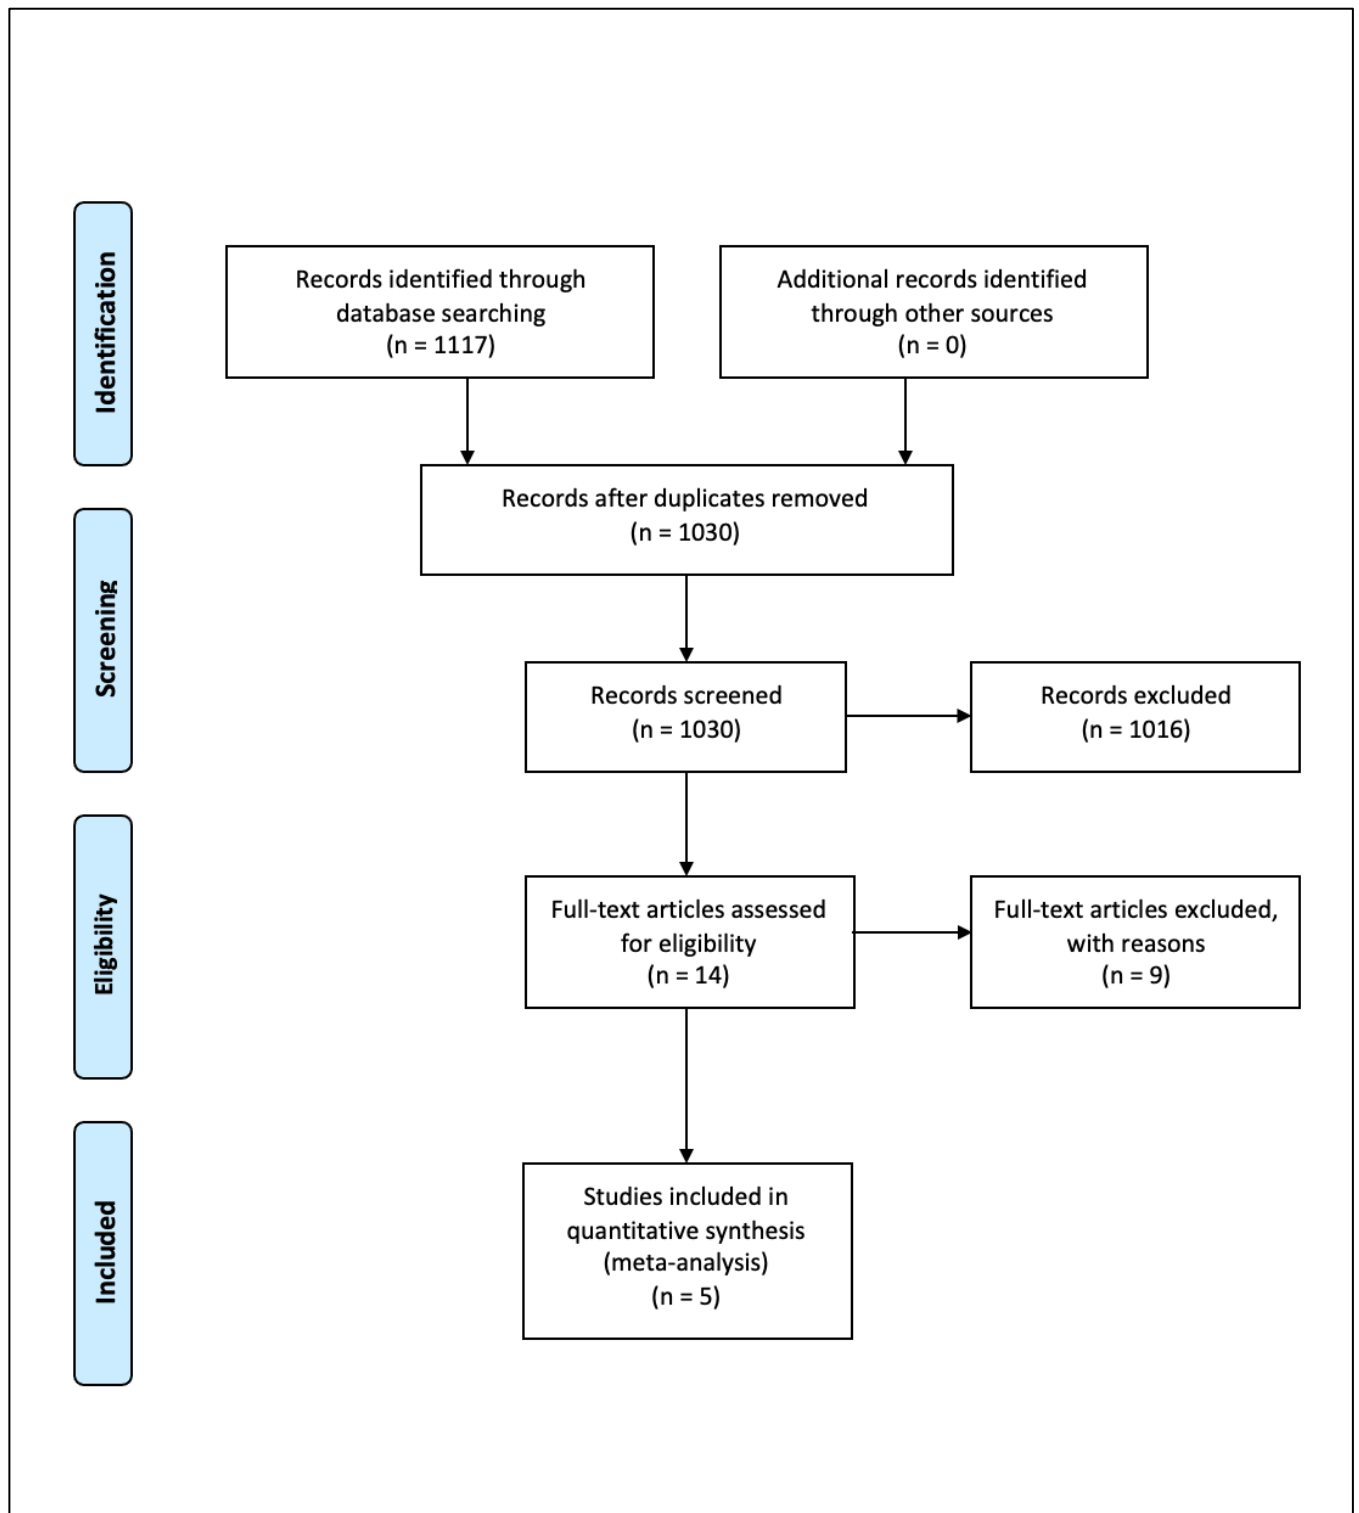 Identification
Records identified through
database searching
(n = 1117)
Additional records identified
through other sources
(n = 0)
Records after duplicates removed
(n = 1030)
Screening
Records screened
(n = 1030)
Records excluded
(n = 1016)
Eligibility
Full-text articles assessed
for eligibility
(n = 14)
Full-text articles excluded,
with reasons
(n = 9)
Included
Studies included in
quantitative synthesis
(meta-analysis)
(n = 5)